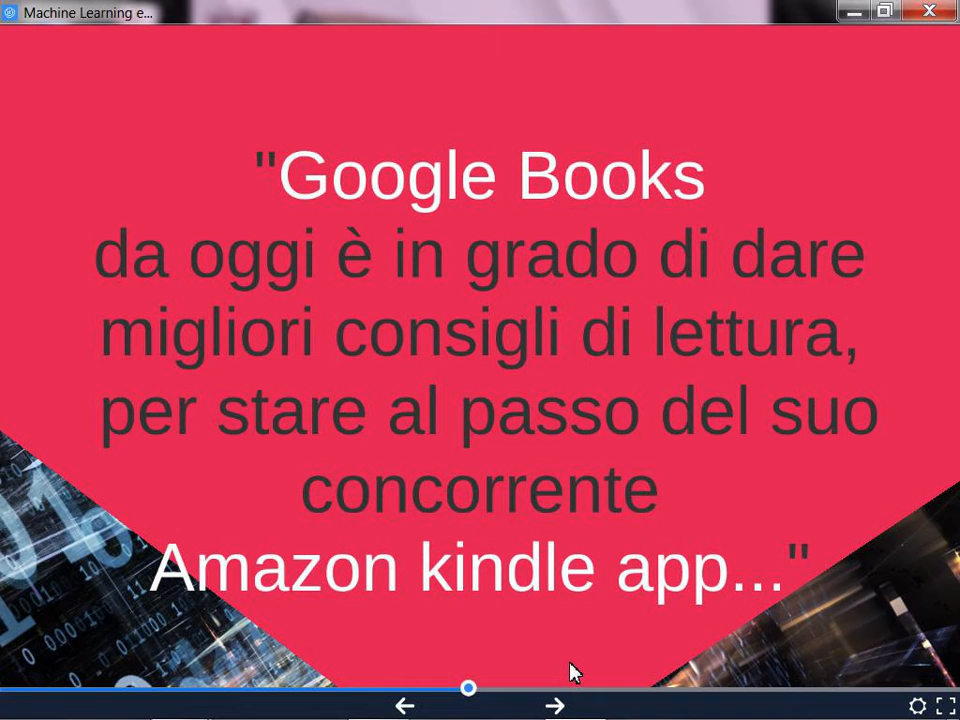 Machine Learning e...
"Google Books
da oggi è in grado di dare
migliori consigli di lettura,
per stare al passo del suo
concorrente
Amazon kindle app..."